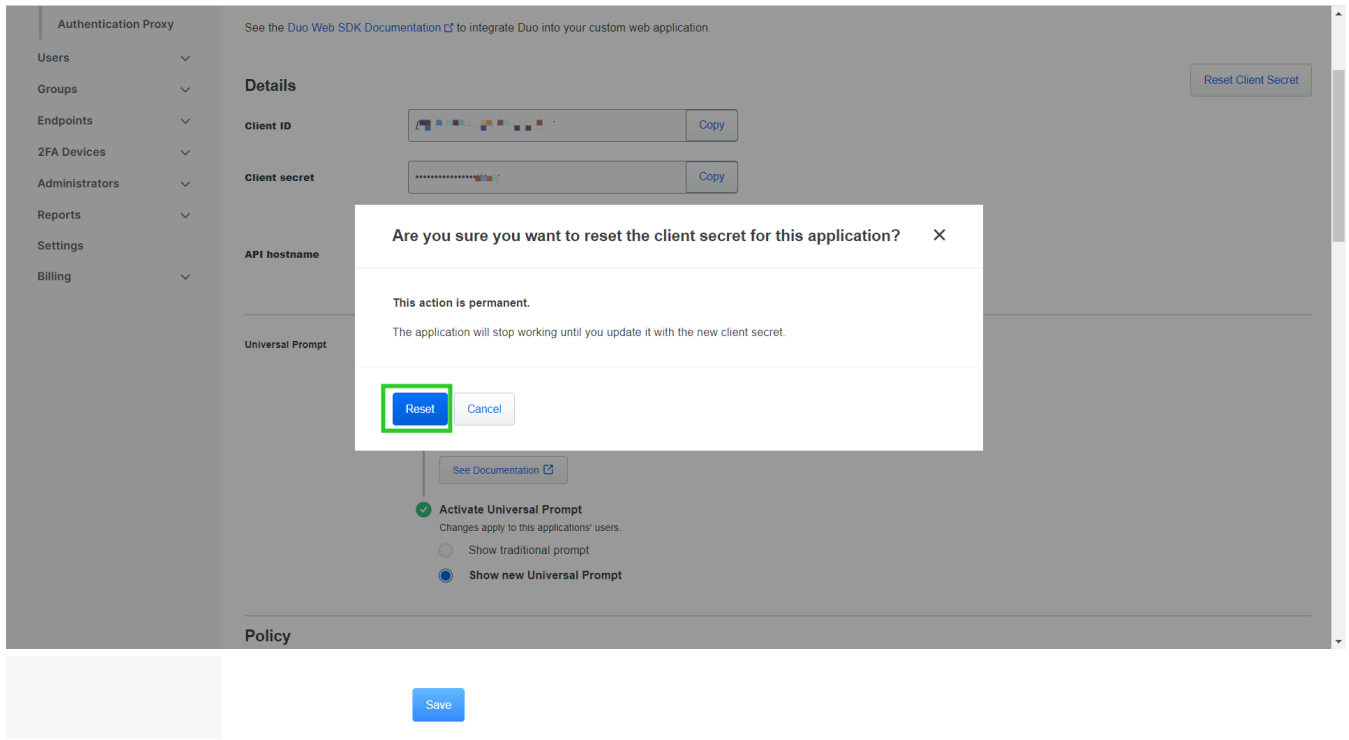 Authentication Proxy
See the Duo Web SDK Documentation to integrate Duo into your custom web application.
Users
Groups
Endpoints
2FA Devices
Administrators
Reports
Settings
Billing
Details
Reset Client Secret
Client ID
Copy
Client secret
••••••••••••••••
Copy
API hostname
Are you sure you want to reset the client secret for this application?
This action is permanent.
The application will stop working until you update it with the new client secret.
Reset
Cancel
Universal Prompt
See Documentation
Activate Universal Prompt
Changes apply to this applications' users.
Show traditional prompt
Show new Universal Prompt
Policy
Save